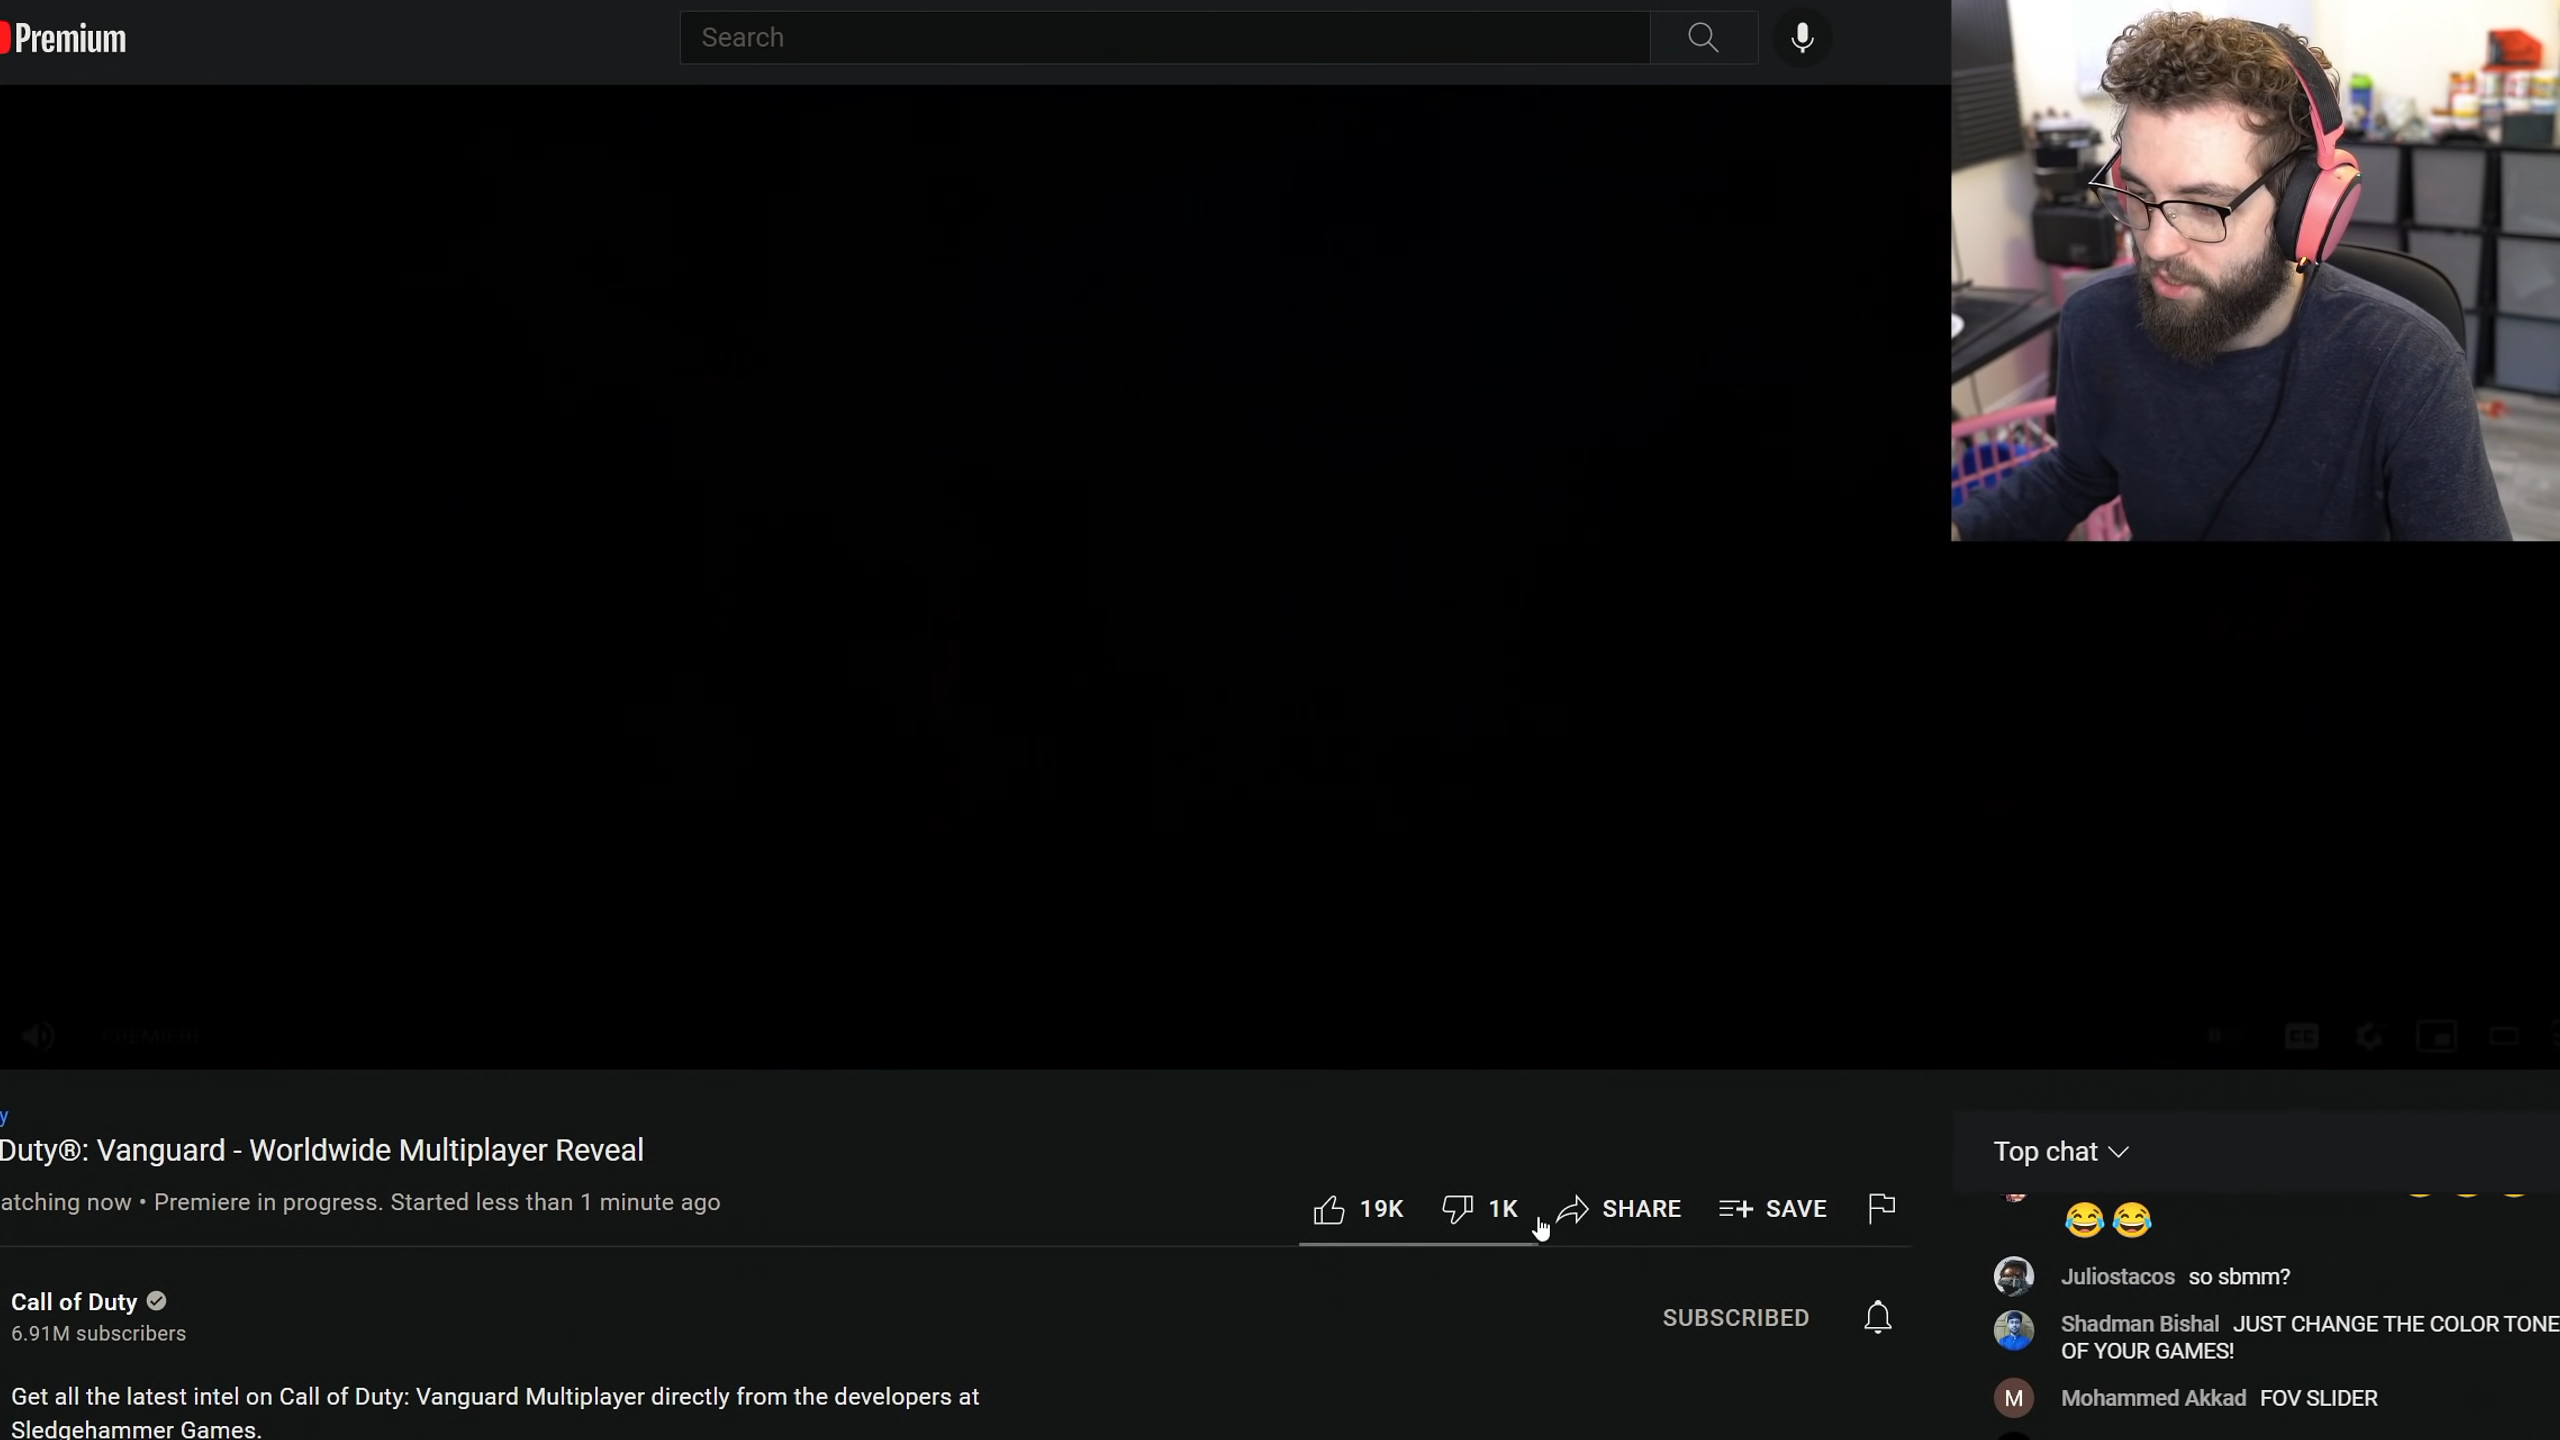 Premium
Search
PREMIERE
y
Duty®: Vanguard - Worldwide Multiplayer Reveal
atching now • Premiere in progress. Started less than 1 minute ago
19K 1K SHARE SAVE
Call of Duty
6.91M subscribers
SUBSCRIBED
Get all the latest intel on Call of Duty: Vanguard Multiplayer directly from the developers at
Sledgehammer Games.
Top chat
Juliostacos so sbmm?
Shadman Bishal JUST CHANGE THE COLOR TONE
OF YOUR GAMES!
M Mohammed Akkad FOV SLIDER